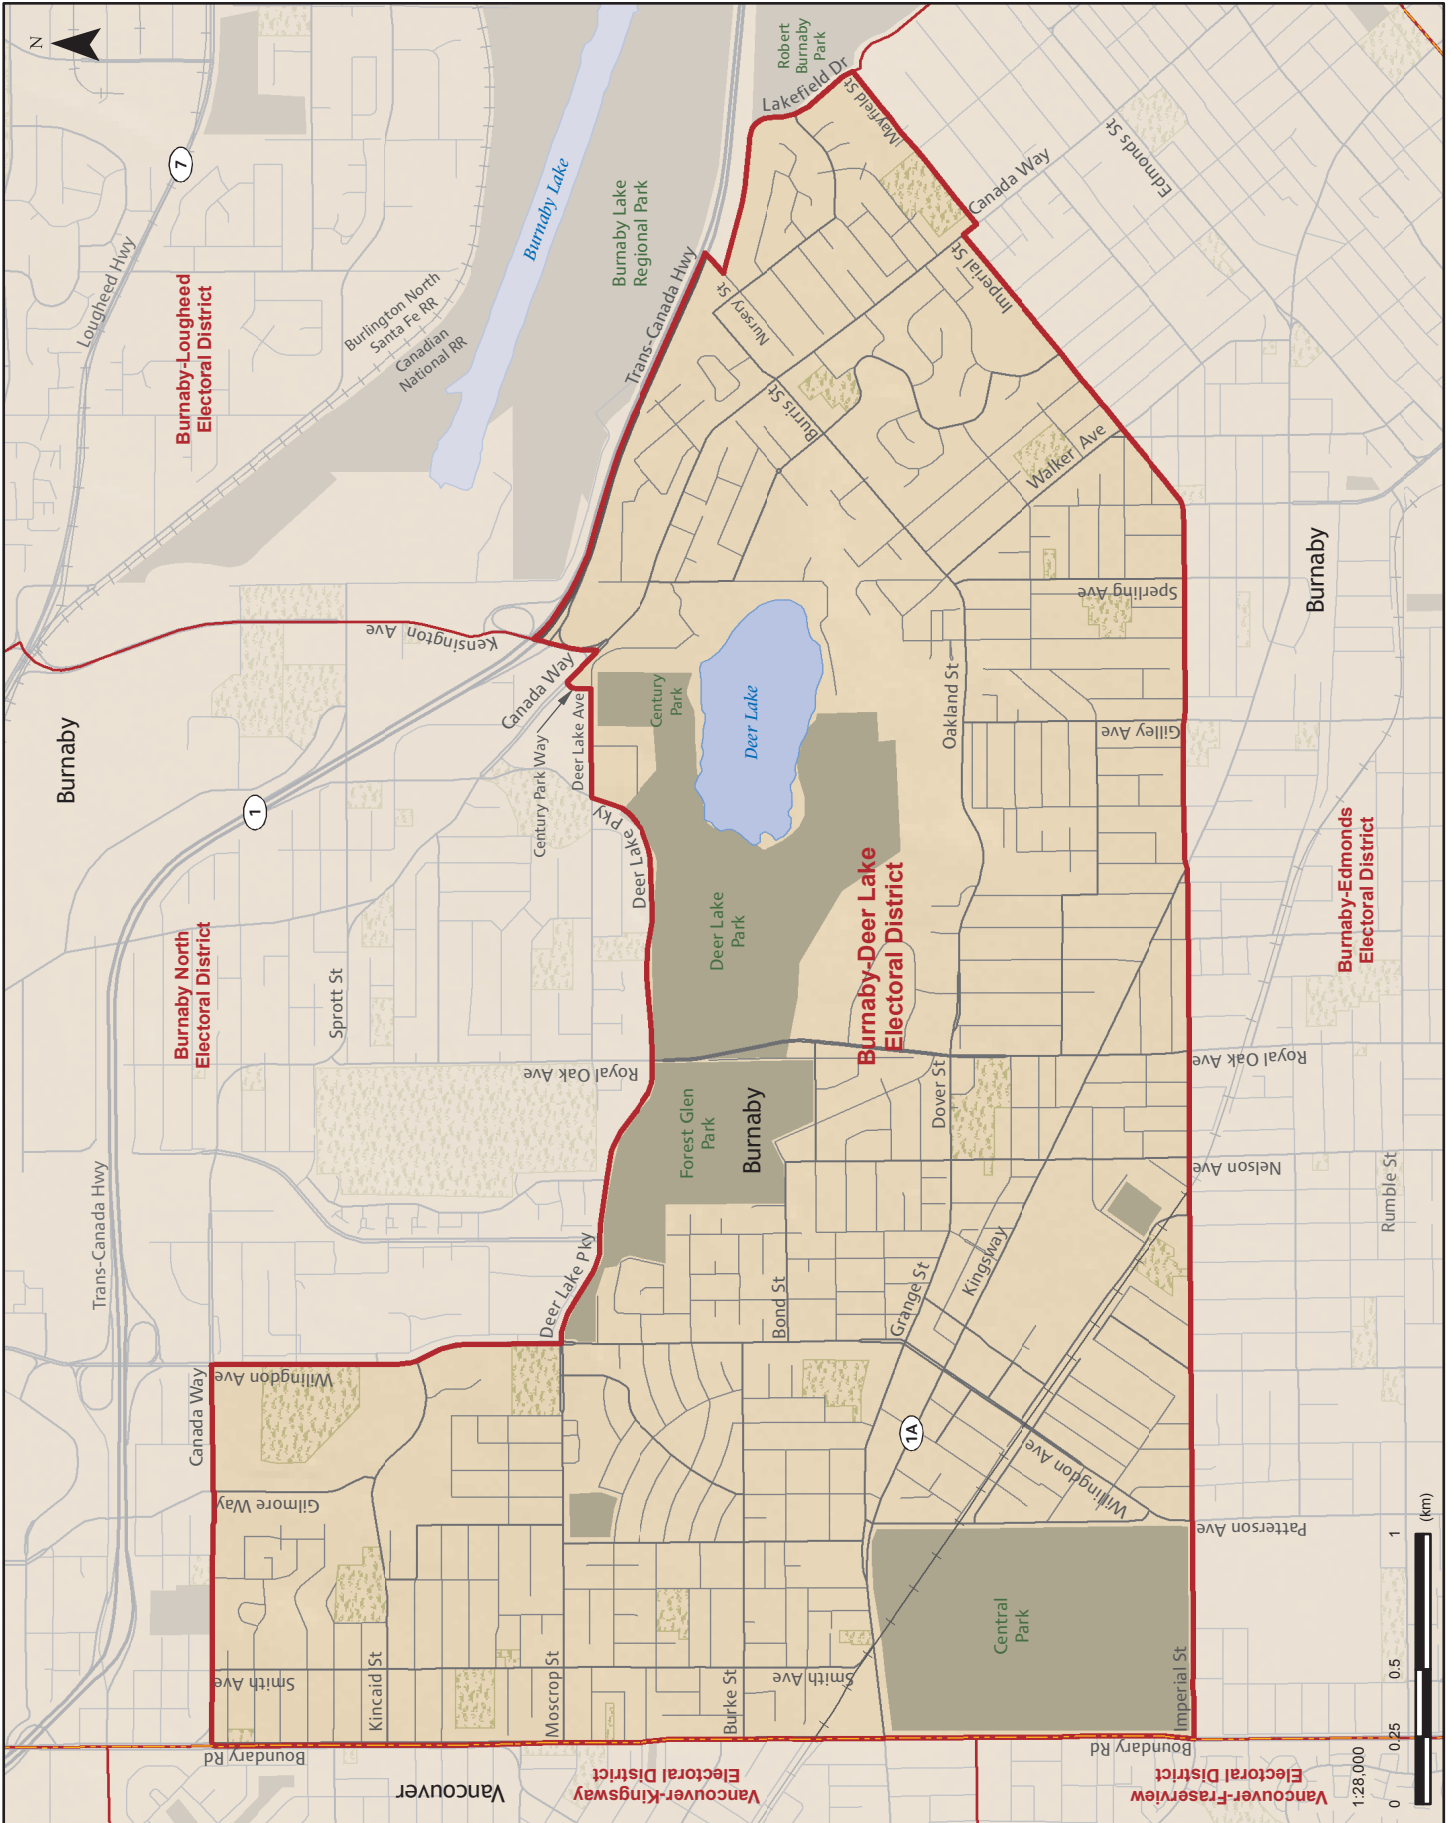 N
7
Lougheed Hwy
Burnaby-Lougheed
Electoral District
Burlington North
Santa Fe RR
Canadian
National RR
Burnaby Lake
Burnaby Lake
Regional Park
Trans-Canada Hwy
Robert
Burnaby
Park
Lakefield Dr
Mayfield St
Canada Way
Edmonds St
Imperial St
Nursery St
Burris St
Walker Ave
Burnaby
Kensington Ave
Canada Way
Century Park Way
Deer Lake Ave
Century
Park
Deer Lake
Oakland St
Sperling Ave
Gilley Ave
Burnaby
1
Deer Lake Pky
Burnaby North
Electoral District
Sprott St
Deer Lake
Park
Burnaby-Deer Lake
Electoral District
Burnaby-Edmonds
Electoral District
Royal Oak Ave
Royal Oak Ave
Forest Glen
Park
Burnaby
Dover St
Nelson Ave
Rumble St
Trans-Canada Hwy
Deer Lake Pky
Bond St
Grange St
Kingsway
Canada Way
Willingdon Ave
Gilmore Way
1A
Willingdon Ave
Patterson Ave
Smith Ave
Kincaid St
Moscrop St
Burke St
Smith Ave
Central
Park
Imperial St
Boundary Rd
Boundary Rd
Vancouver
Vancouver-Kingsway
Electoral District
Vancouver-Fraserview
Electoral District
1:28,000
0 0.25 0.5 1
(km)